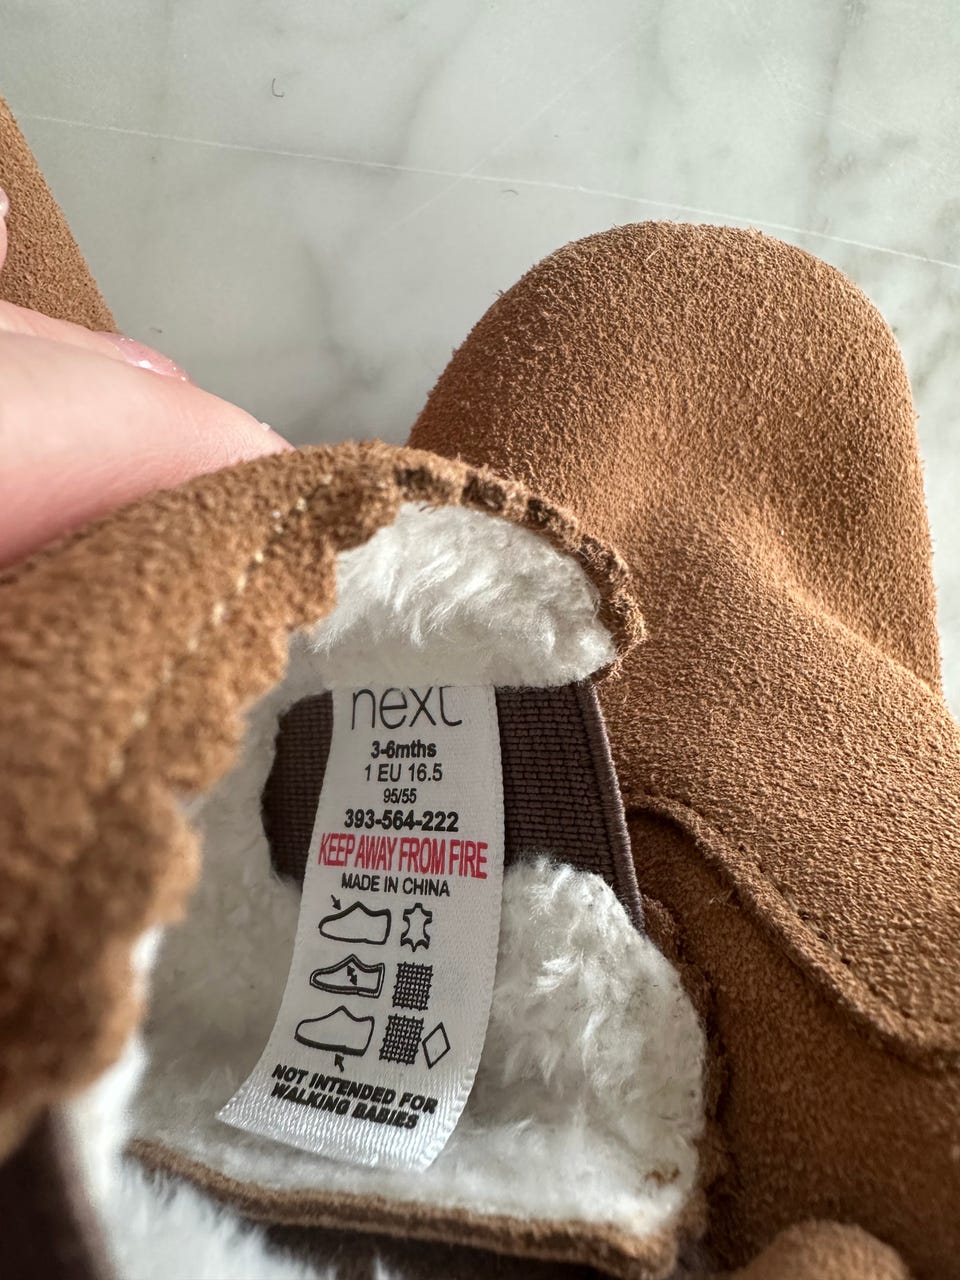 next
3-6mths
1 EU 16.5
95/55
393-564-222
KEEP AWAY FROM FIRE
MADE IN CHINA
NOT INTENDED FOR
WALKING BABIES